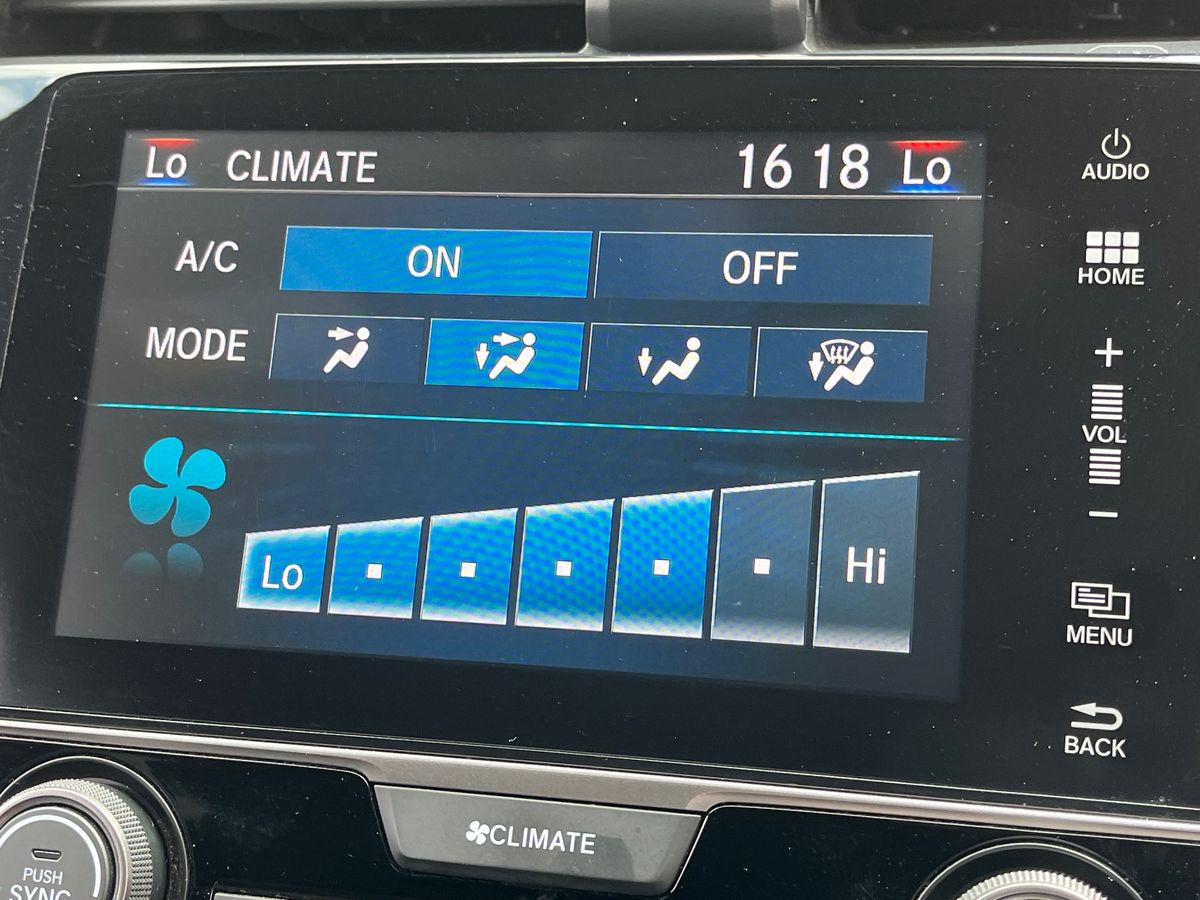 Lo CLIMATE 16 18 Lo
A/C ON OFF
MODE
Lo Hi
AUDIO
HOME
+
VOL
−
MENU
BACK
CLIMATE
PUSH
SYNC